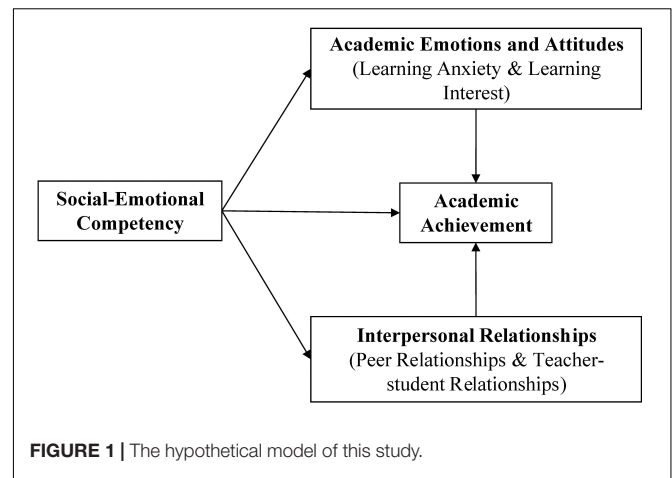 Academic Emotions and Attitudes
(Learning Anxiety & Learning
Interest)
Social-Emotional
Competency
Academic
Achievement
Interpersonal Relationships
(Peer Relationships & Teacher-
student Relationships)
FIGURE 1 | The hypothetical model of this study.